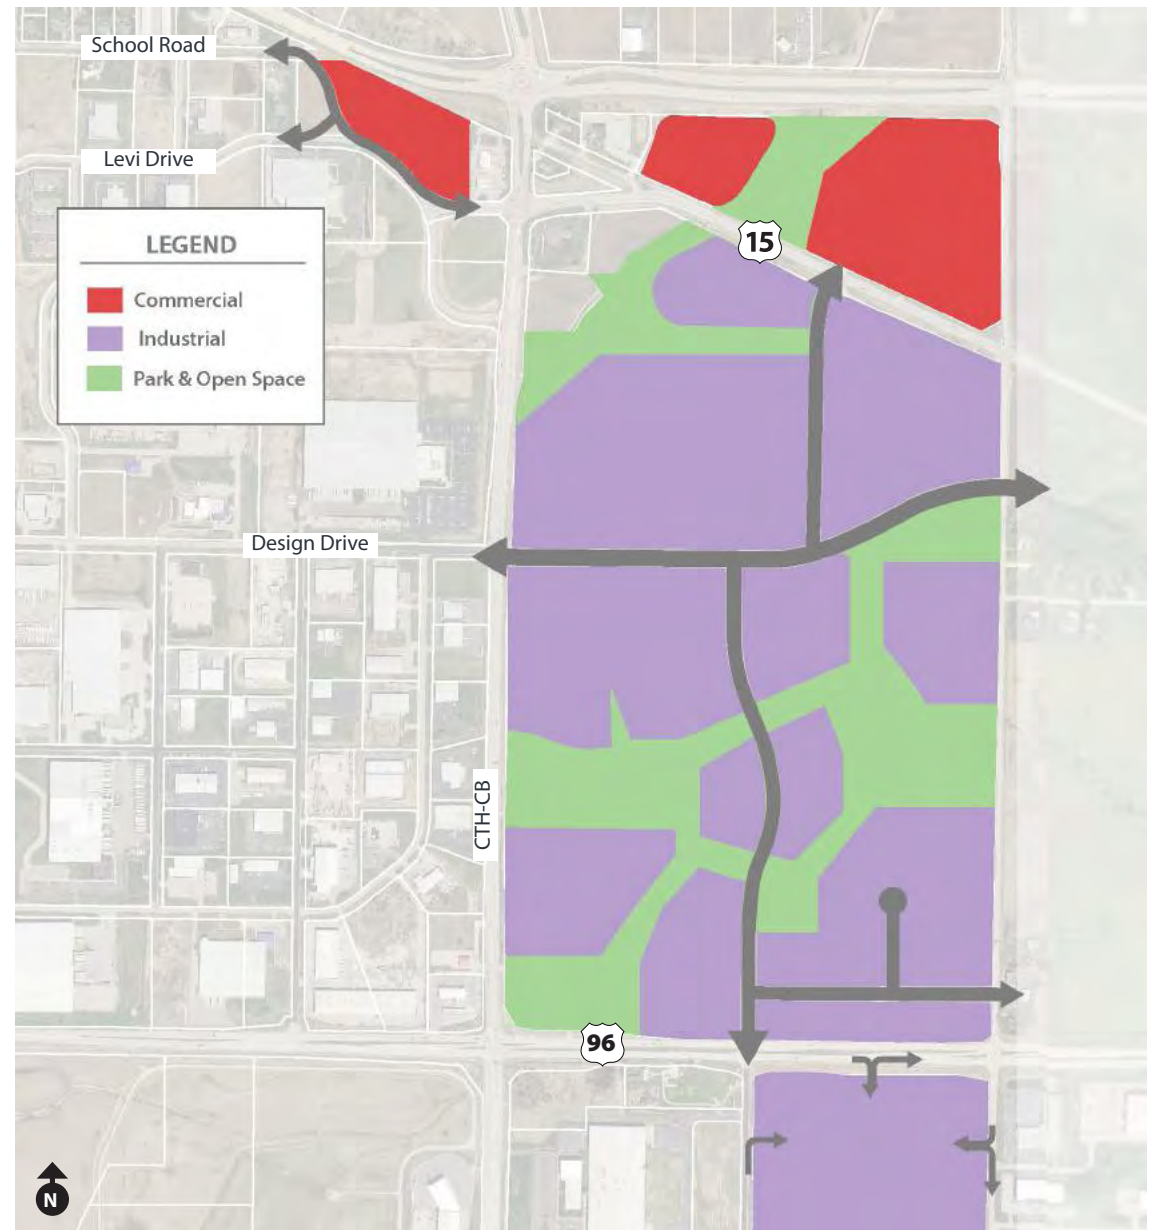 School Road
Levi Drive
15
LEGEND
Commercial
Industrial
Park & Open Space
Design Drive
CTH-CB
96
N